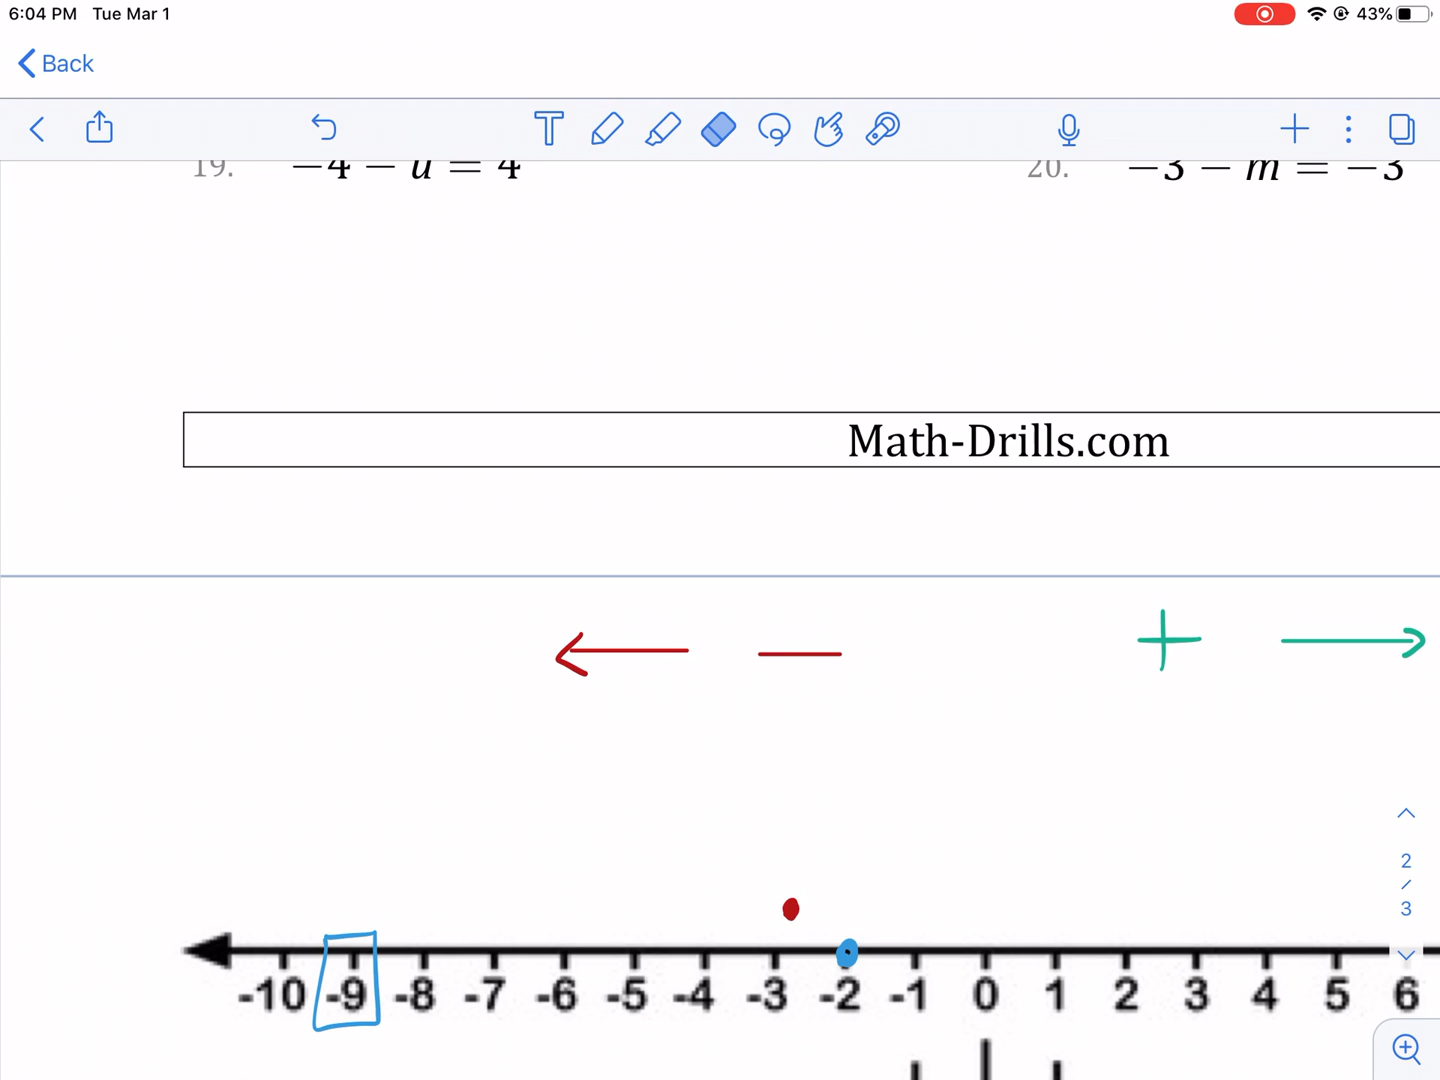 6:04 PM Tue Mar 1 43%
Back
19. −4 − u = 4 20. −3 − m = −3
Math-Drills.com
← — + →
2
/
3
-10 -9 -8 -7 -6 -5 -4 -3 -2 -1 0 1 2 3 4 5 6